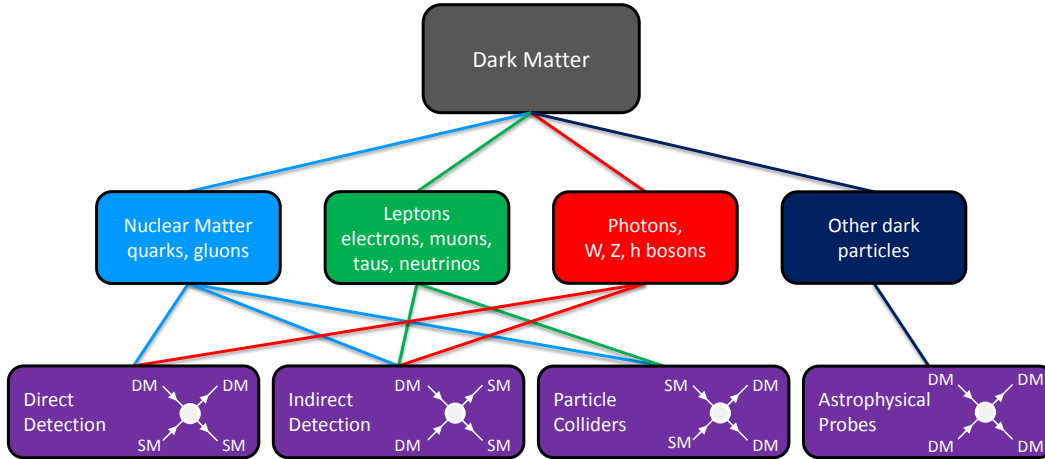 Dark Matter
Nuclear Matter
quarks, gluons
Leptons
electrons, muons,
taus, neutrinos
Photons,
W, Z, h bosons
Other dark
particles
Direct
Detection
DM
DM
SM
SM
Indirect
Detection
DM
SM
DM
SM
Particle
Colliders
SM
DM
SM
DM
Astrophysical
Probes
DM
DM
DM
DM